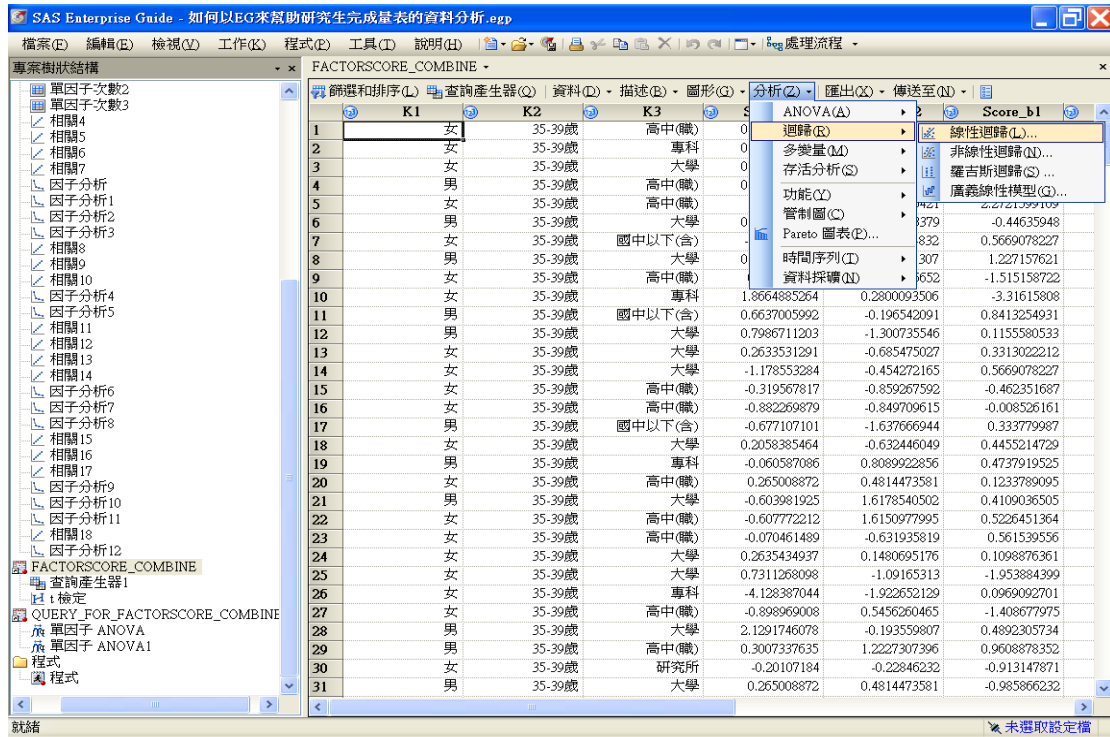 SAS Enterprise Guide - 如何以EG來幫助研究生完成量表的資料分析.egp
檔案(F) 編輯(E) 檢視(V) 工作(K) 程式(P) 工具(T) 說明(H) 處理流程
專案樹狀結構
單因子次數2
單因子次數3
相關4
相關5
相關6
相關7
因子分析
因子分析1
因子分析2
因子分析3
相關8
相關9
相關10
因子分析4
因子分析5
相關11
相關12
相關13
相關14
因子分析6
因子分析7
因子分析8
相關15
相關16
相關17
因子分析9
因子分析10
因子分析11
相關18
因子分析12
FACTORSCORE_COMBINE
查詢產生器1
t 檢定
QUERY_FOR_FACTORSCORE_COMBINE
單因子 ANOVA
單因子 ANOVA1
程式
程式
FACTORSCORE_COMBINE
篩選和排序(L) 查詢產生器(Q) 資料(D) 描述(B) 圖形(G) 分析(Z) 匯出(X) 傳送至(N)
K1 K2 K3 Score_b1
1 女 35-39歲 高中(職) 0
2 女 35-39歲 專科 0
3 女 35-39歲 大學 0
4 男 35-39歲 高中(職) 0
5 女 35-39歲 高中(職) 421 2.2721599109
6 男 35-39歲 大學 0 3379 -0.44635948
7 女 35-39歲 國中以下(含) - 832 0.5669078227
8 男 35-39歲 大學 0 307 1.227157621
9 女 35-39歲 高中(職) 5652 -1.515158722
10 女 35-39歲 專科 1.8664885264 0.2800093506 -3.31615808
11 男 35-39歲 國中以下(含) 0.6637005992 -0.196542091 0.8413254931
12 男 35-39歲 大學 0.7986711203 -1.300735546 0.1155580533
13 女 35-39歲 大學 0.2633531291 -0.685475027 0.3313022212
14 女 35-39歲 大學 -1.178553284 -0.454272165 0.5669078227
15 女 35-39歲 高中(職) -0.319567817 -0.859267592 -0.462351687
16 女 35-39歲 高中(職) -0.882269879 -0.849709615 -0.008526161
17 男 35-39歲 國中以下(含) -0.677107101 -1.637666944 0.333779987
18 女 35-39歲 大學 0.2058385464 -0.632446049 0.4455214729
19 男 35-39歲 專科 -0.060587086 0.8089922856 0.4737919525
20 女 35-39歲 高中(職) 0.265008872 0.4814473581 0.1233789095
21 男 35-39歲 大學 -0.603981925 1.6178540502 0.4109036505
22 女 35-39歲 高中(職) -0.607772212 1.6150977995 0.5226451364
23 女 35-39歲 高中(職) -0.070461489 -0.631935819 0.561539556
24 女 35-39歲 大學 0.2635434937 0.1480695176 0.1098876361
25 女 35-39歲 大學 0.7311268098 -1.09165313 -1.953884399
26 女 35-39歲 專科 -4.128387044 -1.922652129 0.0969092701
27 女 35-39歲 高中(職) -0.898969008 0.5456260465 -1.408677975
28 男 35-39歲 大學 2.1291746078 -0.193559807 0.4892305734
29 男 35-39歲 高中(職) 0.3007337635 1.2227307396 0.9608878352
30 女 35-39歲 研究所 -0.20107184 -0.22846232 -0.913147871
31 男 35-39歲 大學 0.265008872 0.4814473581 -0.985866232
ANOVA(A)
迴歸(R)
多變量(M)
存活分析(S)
功能(Y)
管制圖(C)
Pareto 圖表(P)...
時間序列(T)
資料採礦(N)
線性迴歸(L)...
非線性迴歸(N)...
羅吉斯迴歸(S) ...
廣義線性模型(G)...
就緒
未選取設定檔